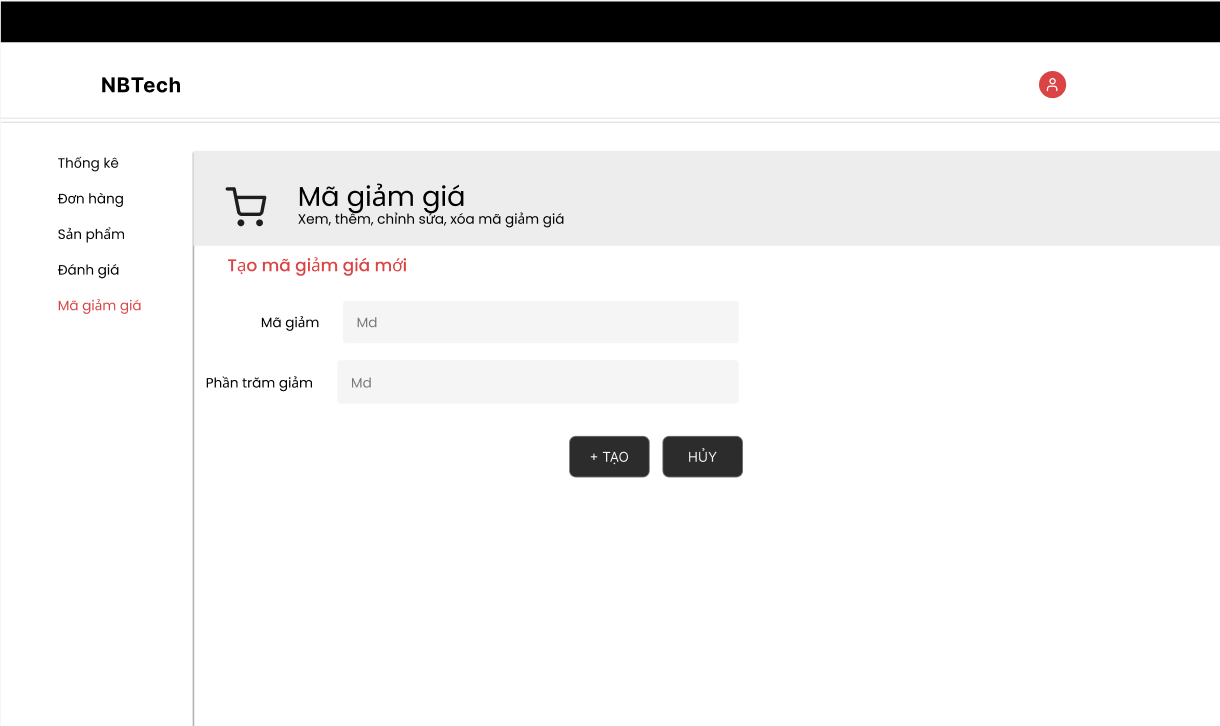 NBTech
Thống kê
Đơn hàng
Sản phẩm
Đánh giá
Mã giảm giá
Mã giảm giá
Xem, thêm, chỉnh sửa, xóa mã giảm giá
Tạo mã giảm giá mới
Mã giảm
Md
Phần trăm giảm
Md
+ TẠO
HỦY